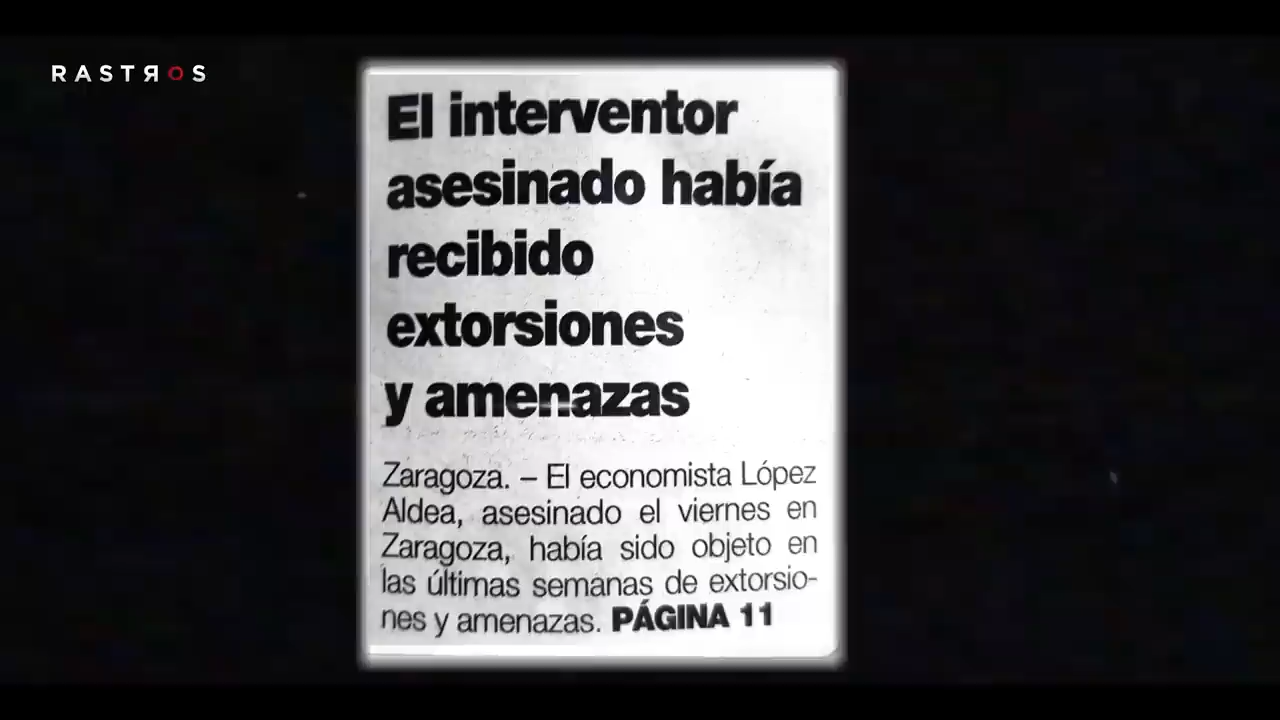 RASTROS
El interventor
asesinado había
recibido
extorsiones
y amenazas
Zaragoza. – El economista López
Aldea, asesinado el viernes en
Zaragoza, había sido objeto en
las últimas semanas de extorsio-
nes y amenazas. PÁGINA 11